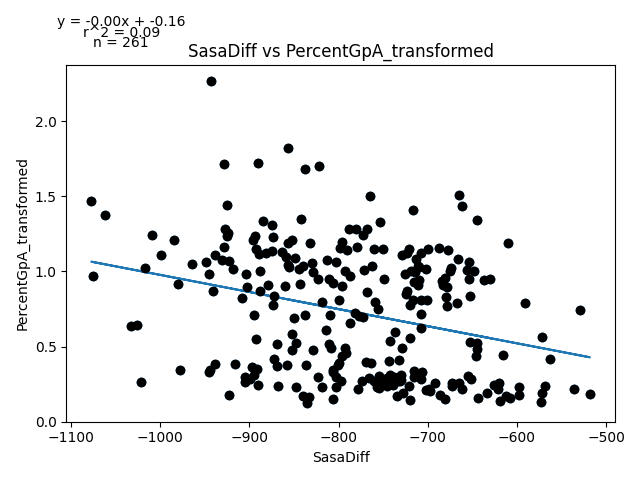 y = -0.00x + -0.16
r^2 = 0.09
n = 261
SasaDiff vs PercentGpA_transformed
PercentGpA_transformed
2.0
1.5
1.0
0.5
0.0
−1100
−1000
−900
−800
−700
−600
−500
SasaDiff